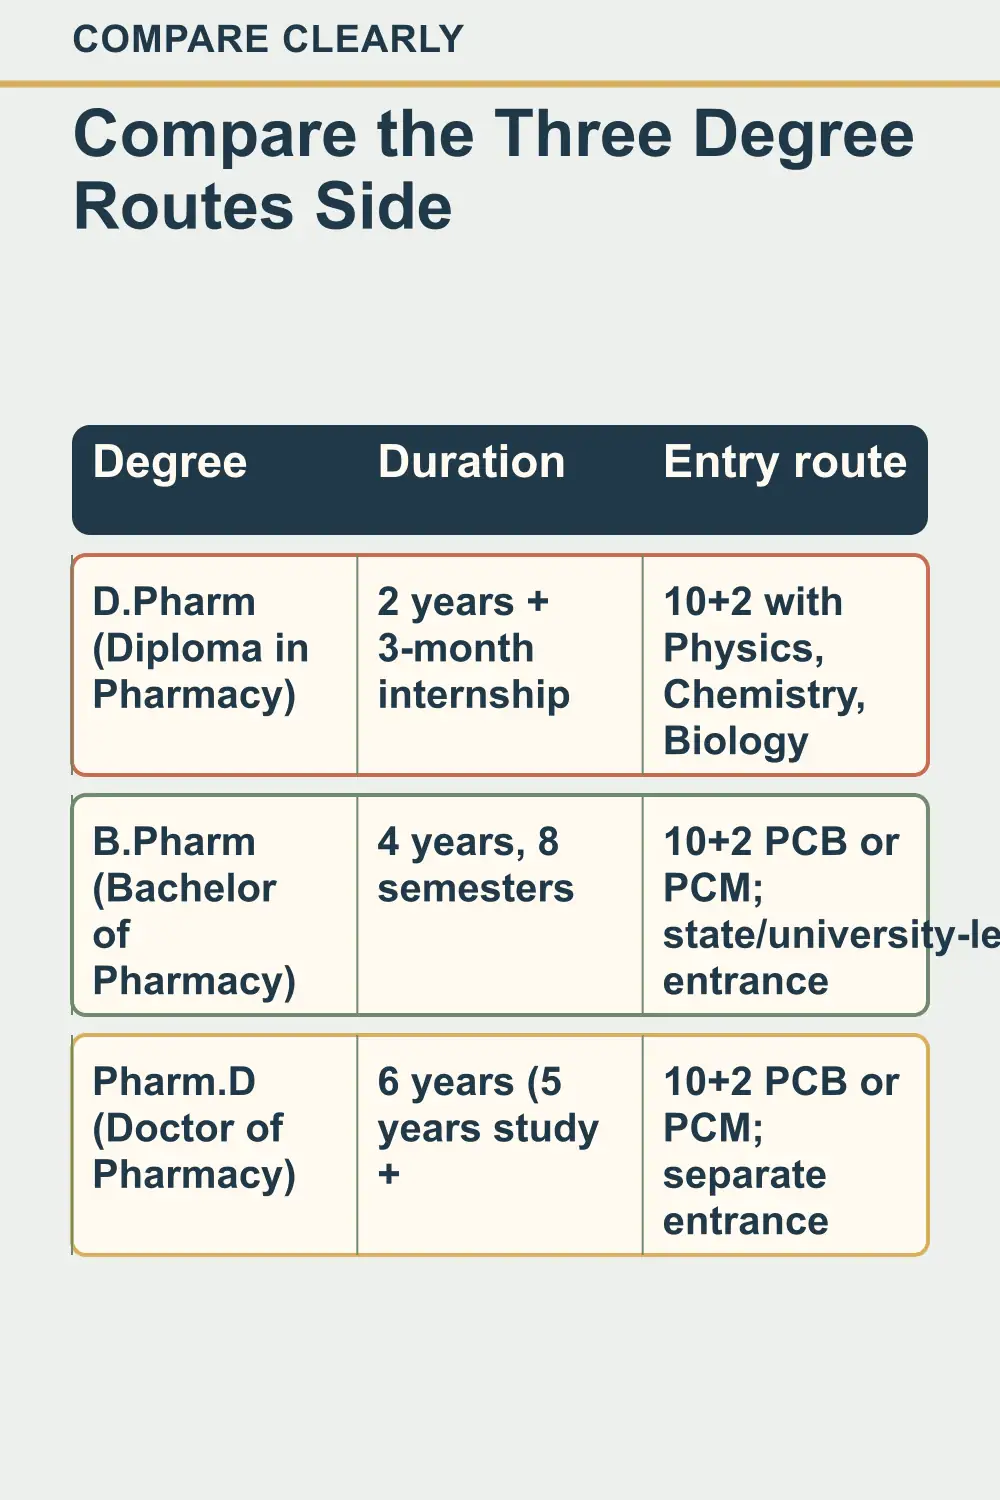 COMPARE CLEARLY
Compare the Three Degree
Routes Side
Degree Duration Entry route
D.Pharm
(Diploma in
Pharmacy)
2 years +
3-month
internship
10+2 with
Physics,
Chemistry,
Biology
B.Pharm
(Bachelor
of
Pharmacy)
4 years, 8
semesters
10+2 PCB or
PCM;
state/university-le
entrance
Pharm.D
(Doctor of
Pharmacy)
6 years (5
years study
+
10+2 PCB or
PCM;
separate
entrance